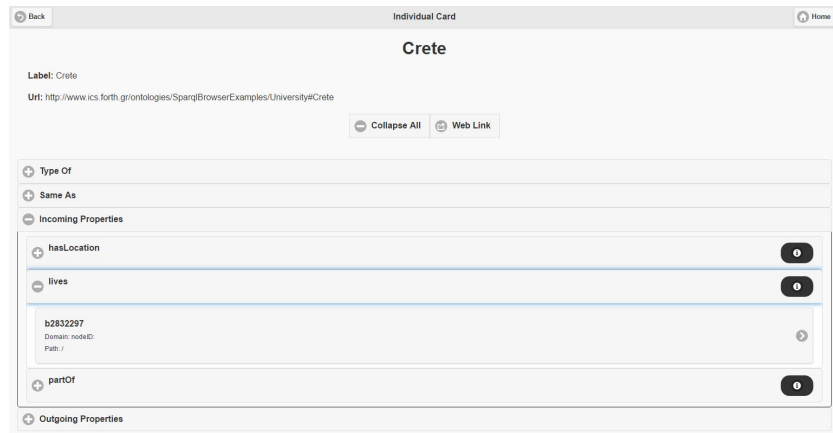 Back
Individual Card
Home
Crete
Label: Crete
Url: http://www.ics.forth.gr/ontologies/SparqlBrowserExamples/University#Crete
Collapse All
Web Link
Type Of
Same As
Incoming Properties
hasLocation
lives
b2832297
Domain: nodeID:
Path: /
partOf
Outgoing Properties